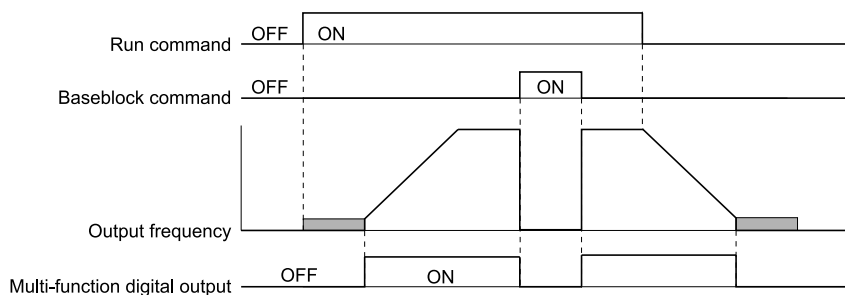 Run command OFF ON
Baseblock command OFF ON
Output frequency
Multi-function digital output OFF ON